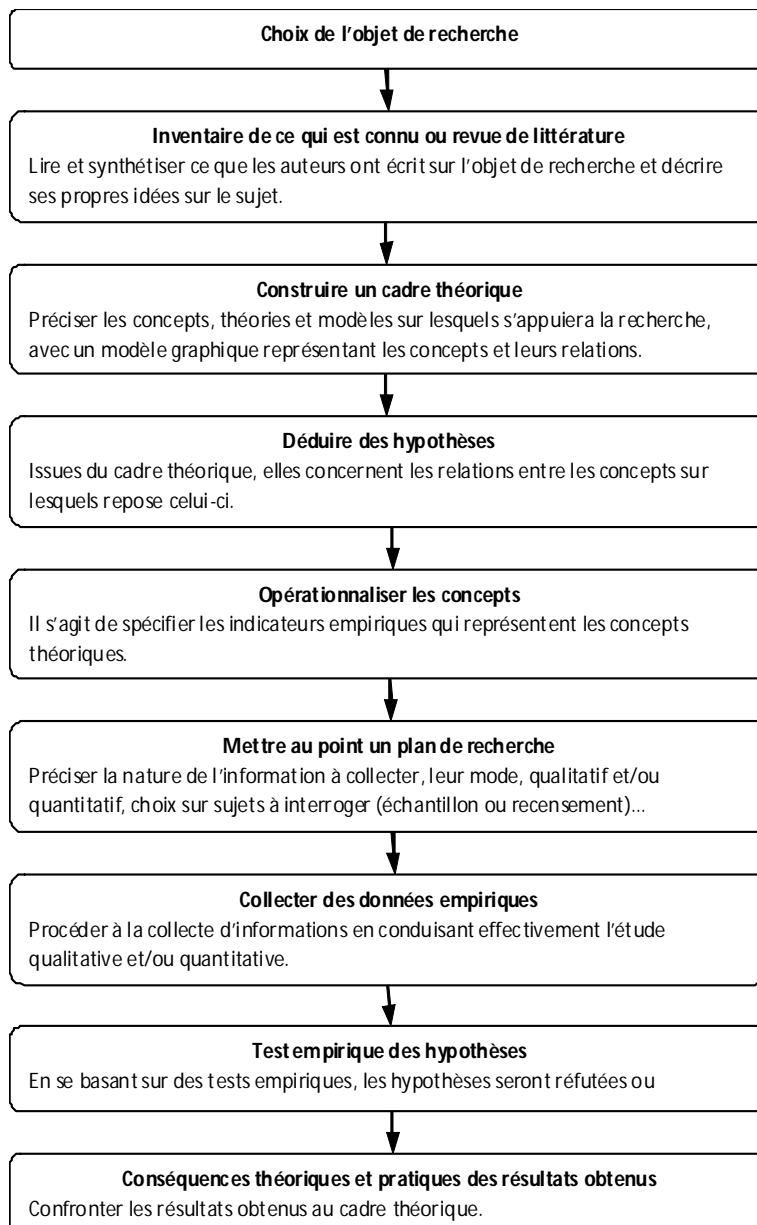 Choix de l'objet de recherche
Inventaire de ce qui est connu ou revue de littérature
Lire et synthétiser ce que les auteurs ont écrit sur l'objet de recherche et décrire
ses propres idées sur le sujet.
Construire un cadre théorique
Préciser les concepts, théories et modèles sur lesquels s'appuiera la recherche,
avec un modèle graphique représentant les concepts et leurs relations.
Déduire des hypothèses
Issues du cadre théorique, elles concernent les relations entre les concepts sur
lesquels repose celui-ci.
Opérationnaliser les concepts
Il s'agit de spécifier les indicateurs empiriques qui représentent les concepts
théoriques.
Mettre au point un plan de recherche
Préciser la nature de l'information à collecter, leur mode, qualitatif et/ou
quantitatif, choix sur sujets à interroger (échantillon ou recensement)...
Collecter des données empiriques
Procéder à la collecte d'informations en conduisant effectivement l'étude
qualitative et/ou quantitative.
Test empirique des hypothèses
En se basant sur des tests empiriques, les hypothèses seront réfutées ou
Conséquences théoriques et pratiques des résultats obtenus
Confronter les résultats obtenus au cadre théorique.